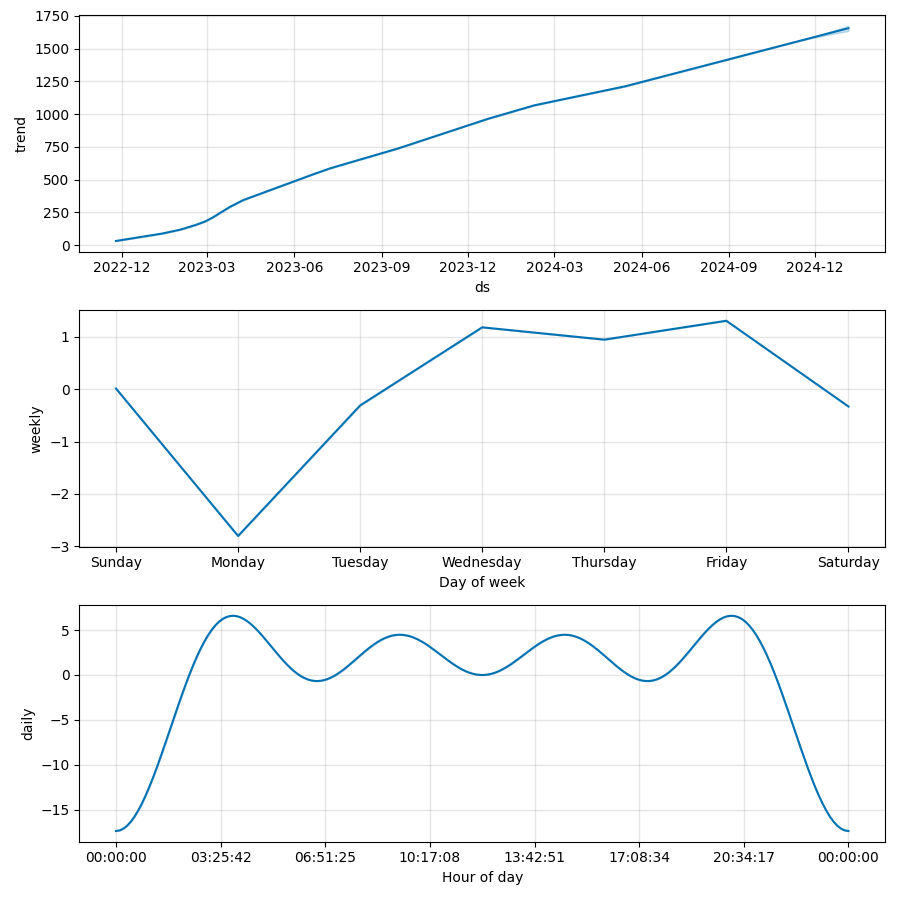 1750
1500
1250
1000
750
500
250
0
trend
2022-12 2023-03 2023-06 2023-09 2023-12 2024-03 2024-06 2024-09 2024-12
ds
1
0
−1
−2
−3
weekly
Sunday Monday Tuesday Wednesday Thursday Friday Saturday
Day of week
5
0
−5
−10
−15
daily
00:00:00 03:25:42 06:51:25 10:17:08 13:42:51 17:08:34 20:34:17 00:00:00
Hour of day